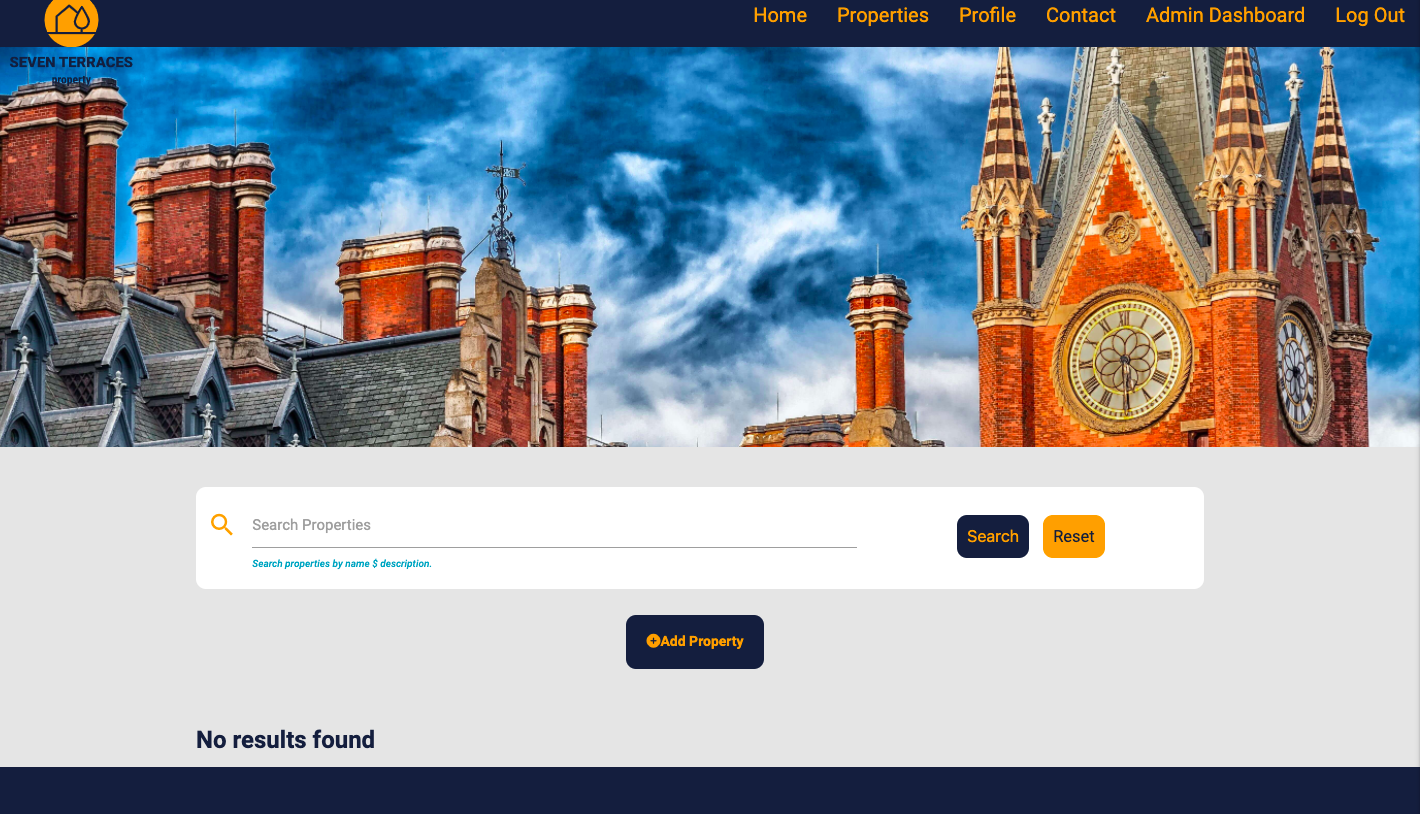 Home Properties Profile Contact Admin Dashboard Log Out
SEVEN TERRACES
property
Search Properties
Search Reset
Search properties by name $ description.
Add Property
No results found